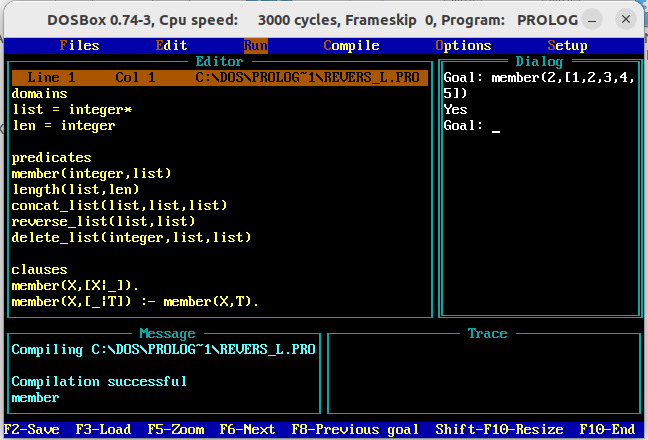 DOSBox 0.74-3, Cpu speed: 3000 cycles, Frameskip 0, Program: PROLOG
Files Edit Run Compile Options Setup
Editor
Line 1 Col 1 C:\DOS\PROLOG~1\REVERS_L.PRO
domains
list = integer*
len = integer
predicates
member(integer,list)
length(list,len)
concat_list(list,list,list)
reverse_list(list,list)
delete_list(integer,list,list)
clauses
member(X,[X|_]).
member(X,[_|T]) :- member(X,T).
Dialog
Goal: member(2,[1,2,3,4,
5])
Yes
Goal: _
Message
Compiling C:\DOS\PROLOG~1\REVERS_L.PRO
Compilation successful
member
Trace
F2-Save F3-Load F5-Zoom F6-Next F8-Previous goal Shift-F10-Resize F10-End